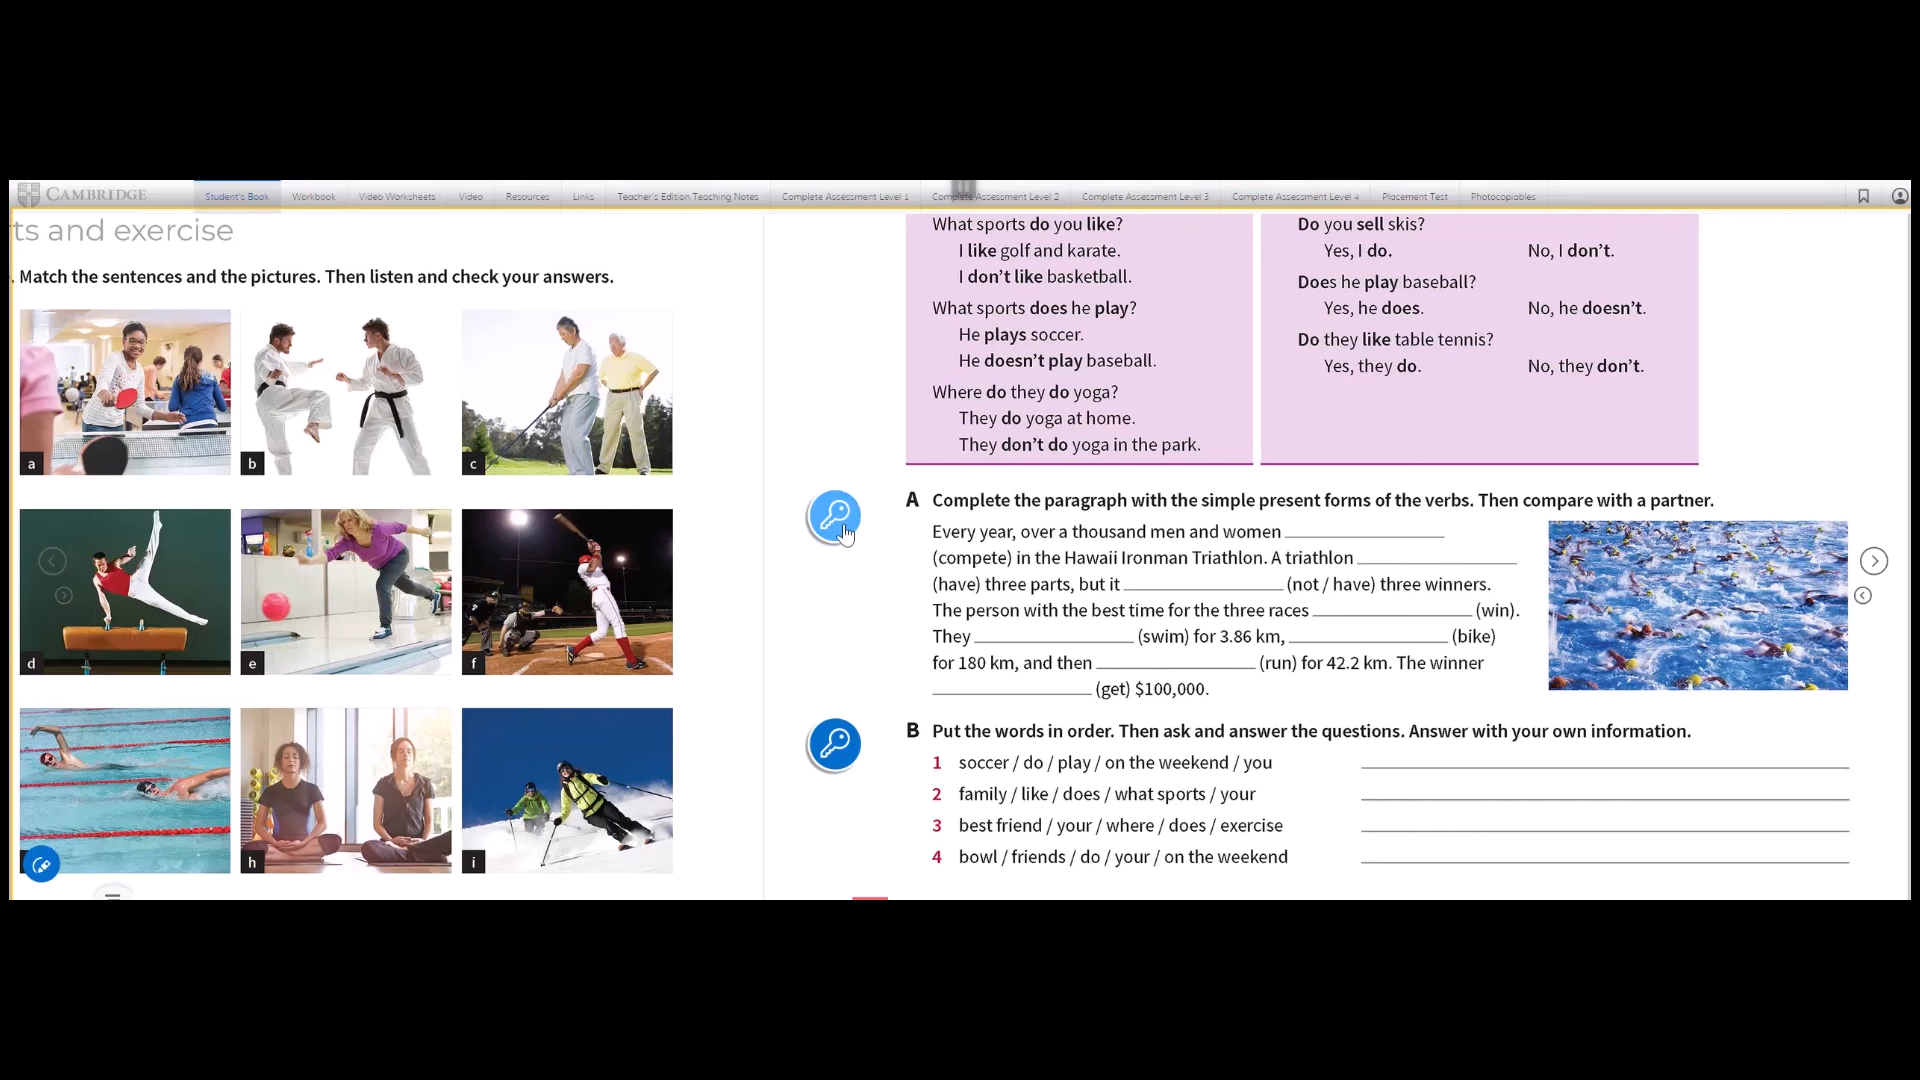 CAMBRIDGE
Student's Book
Workbook
Video Worksheets
Video
Resources
Links
Teacher's Edition Teaching Notes
Complete Assessment Level 1
Complete Assessment Level 2
Complete Assessment Level 3
Complete Assessment Level 4
Placement Test
Photocopiables
ts and exercise
. Match the sentences and the pictures. Then listen and check your answers.
a
b
c
d
e
f
h
i
What sports do you like?
I like golf and karate.
I don't like basketball.
What sports does he play?
He plays soccer.
He doesn't play baseball.
Where do they do yoga?
They do yoga at home.
They don't do yoga in the park.
Do you sell skis?
Yes, I do. No, I don't.
Does he play baseball?
Yes, he does. No, he doesn't.
Do they like table tennis?
Yes, they do. No, they don't.
A Complete the paragraph with the simple present forms of the verbs. Then compare with a partner.
Every year, over a thousand men and women ________
(compete) in the Hawaii Ironman Triathlon. A triathlon ________
(have) three parts, but it ________ (not / have) three winners.
The person with the best time for the three races ________ (win).
They ________ (swim) for 3.86 km, ________ (bike)
for 180 km, and then ________ (run) for 42.2 km. The winner
________ (get) $100,000.
B Put the words in order. Then ask and answer the questions. Answer with your own information.
1 soccer / do / play / on the weekend / you ________
2 family / like / does / what sports / your ________
3 best friend / your / where / does / exercise ________
4 bowl / friends / do / your / on the weekend ________